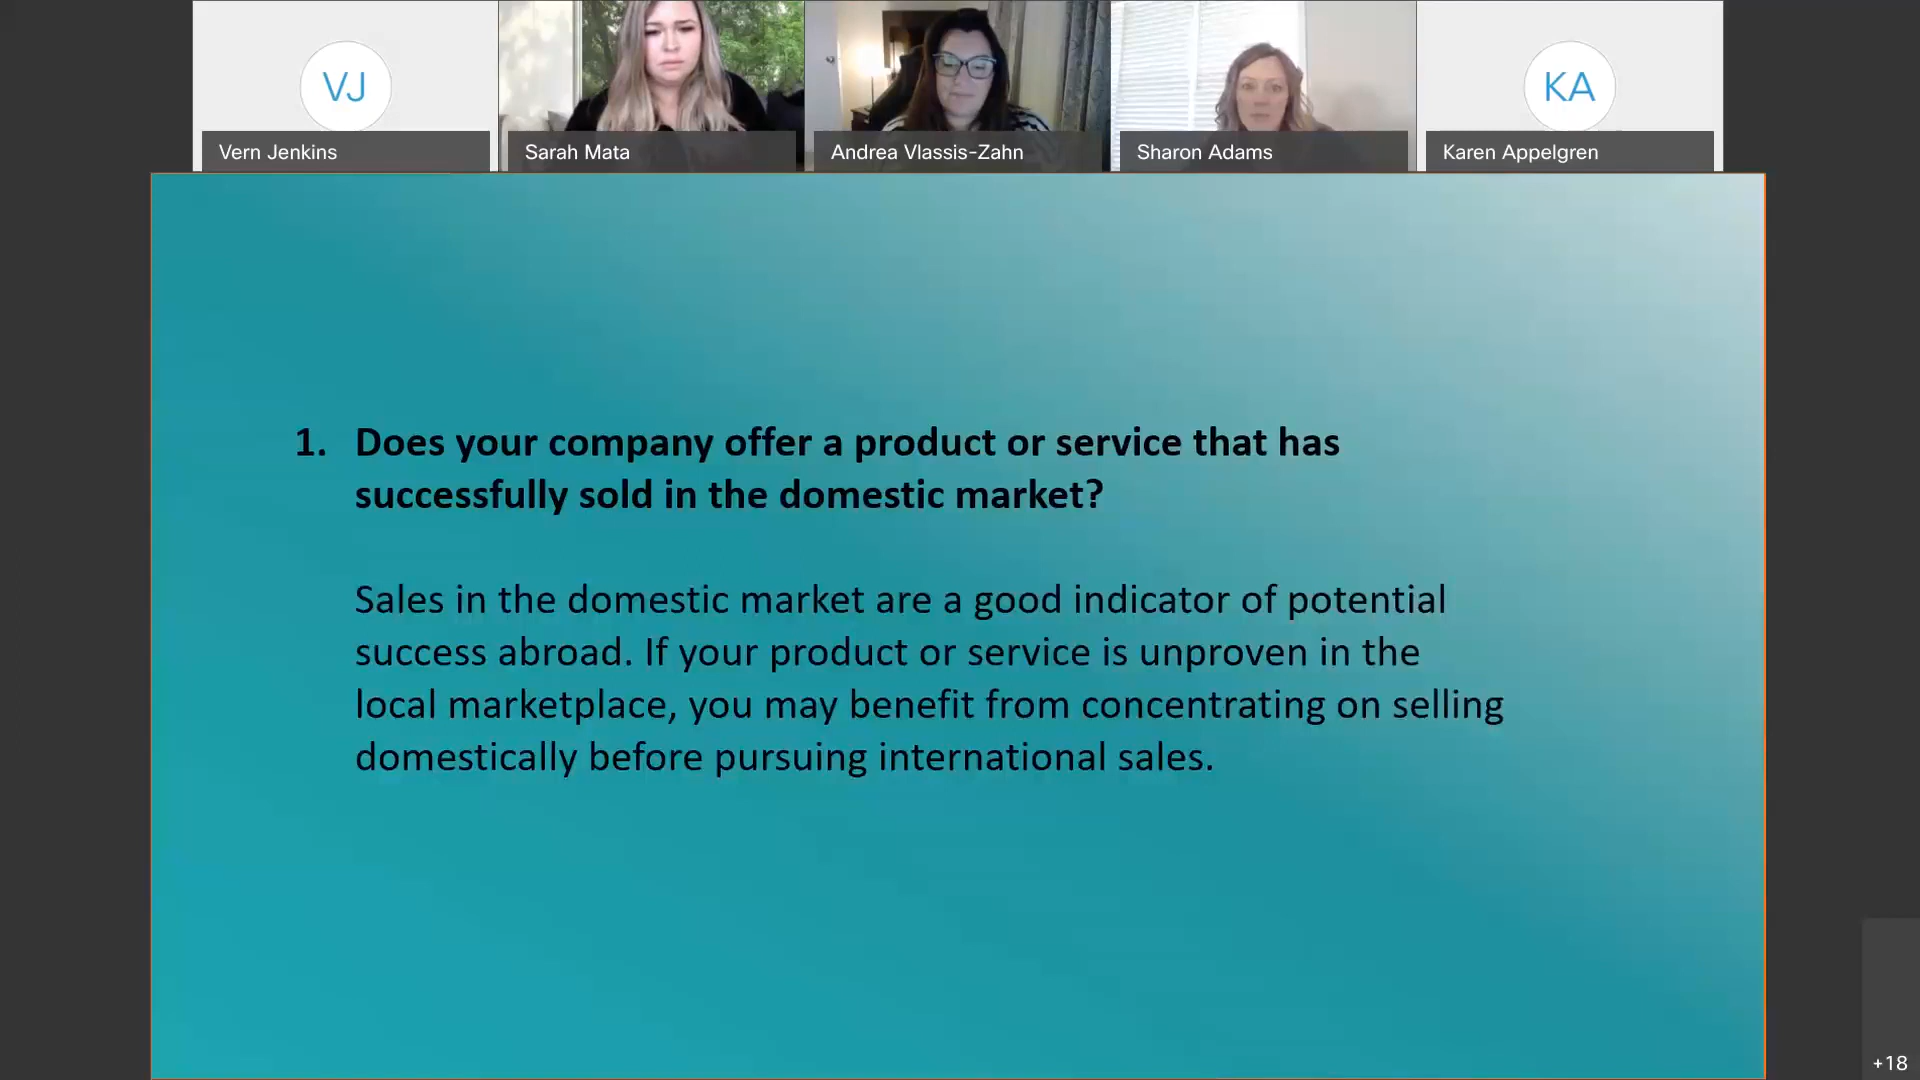 VJ
KA
Vern Jenkins
Sarah Mata
Andrea Vlassis-Zahn
Sharon Adams
Karen Appelgren
1. Does your company offer a product or service that has
successfully sold in the domestic market?
Sales in the domestic market are a good indicator of potential
success abroad. If your product or service is unproven in the
local marketplace, you may benefit from concentrating on selling
domestically before pursuing international sales.
+18